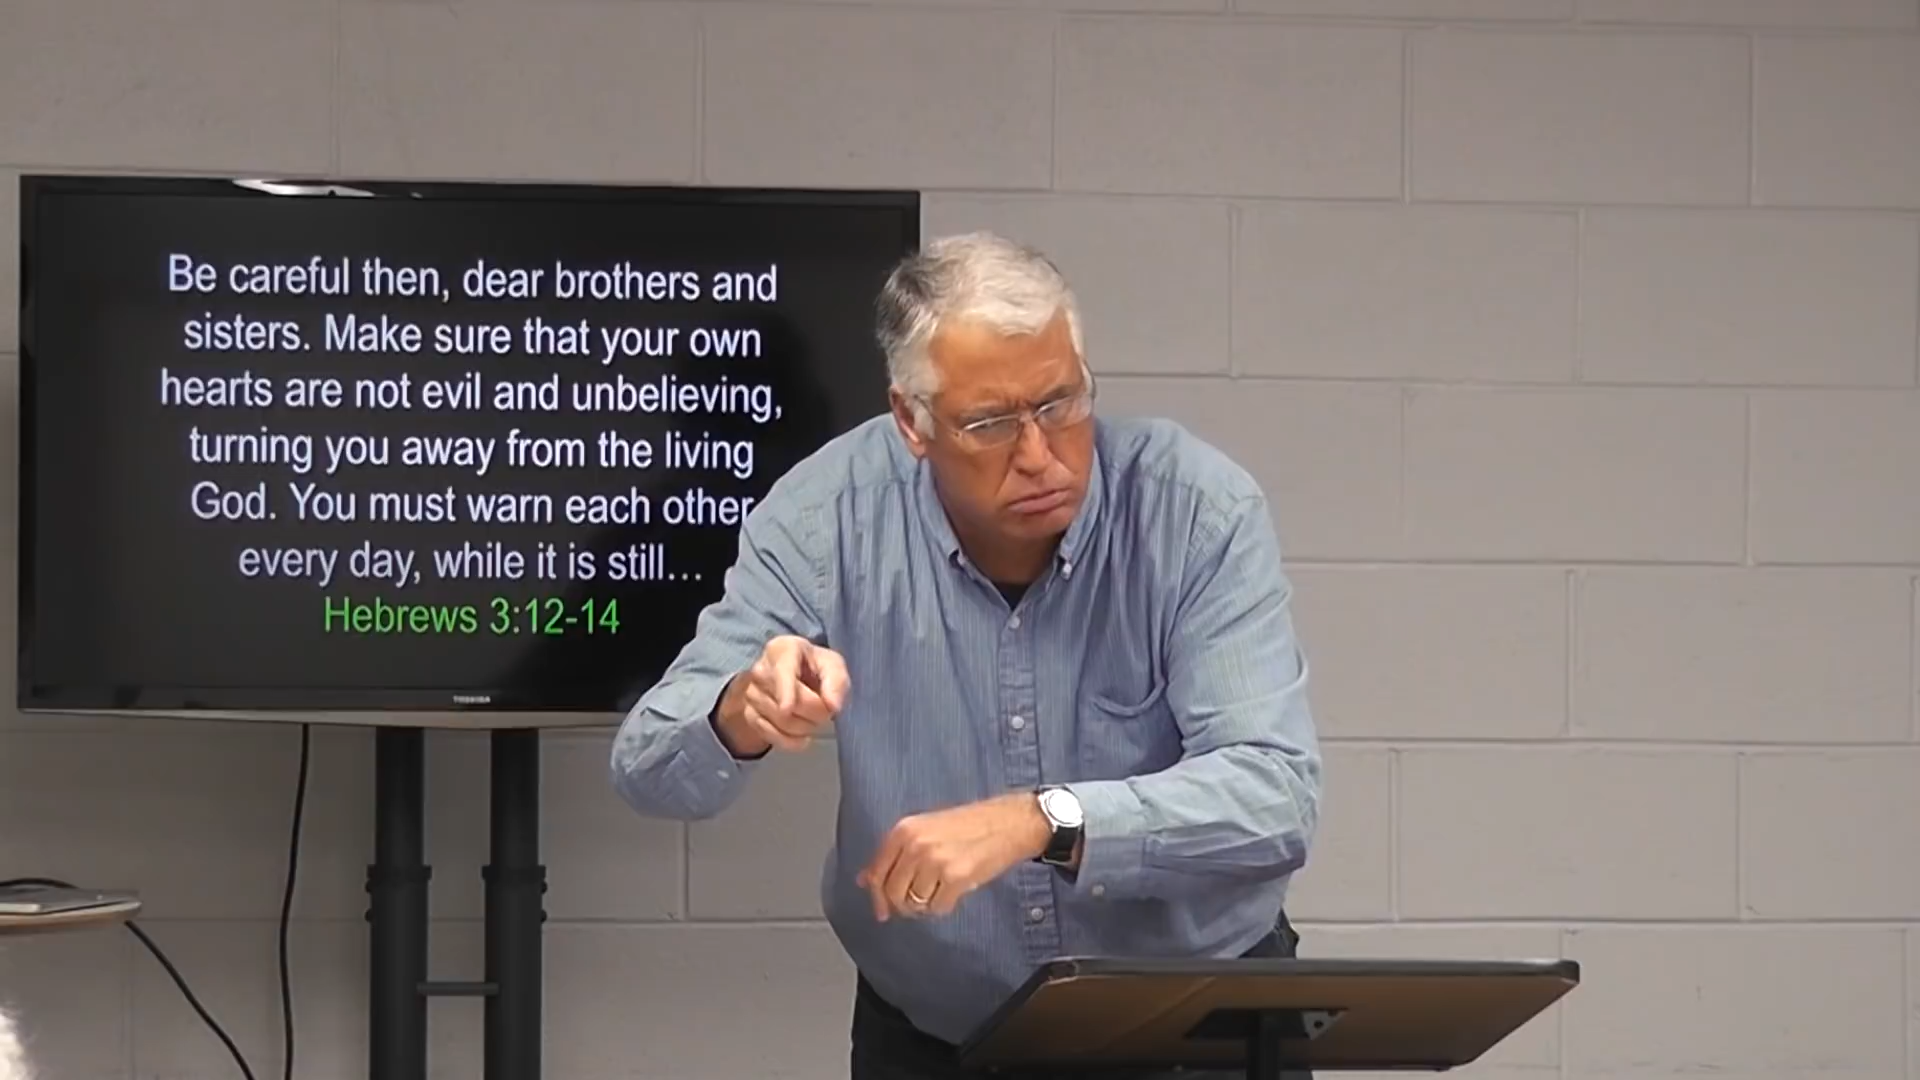 Be careful then, dear brothers and
sisters. Make sure that your own
hearts are not evil and unbelieving,
turning you away from the living
God. You must warn each other
every day, while it is still...
Hebrews 3:12-14
TOSHIBA